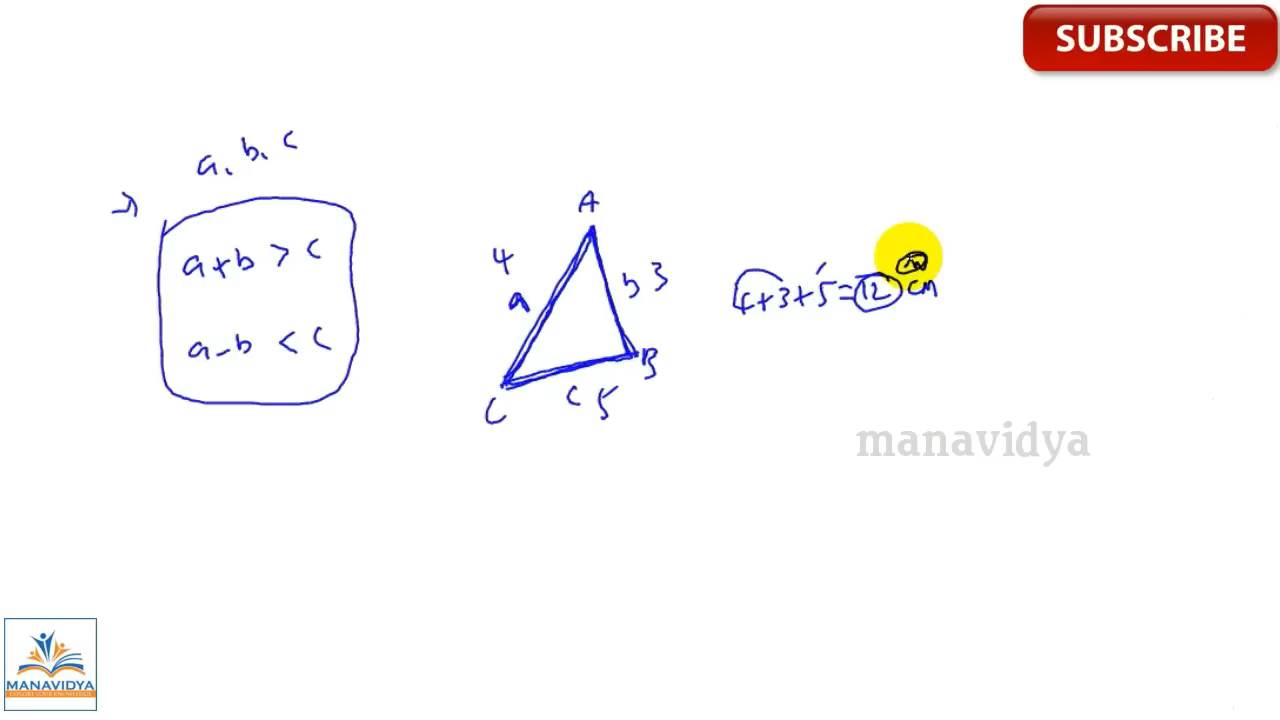 SUBSCRIBE
a, b, c
a+b > c
a-b < c
A
4
a
b 3
B
C
c 5
4+3+5=12 cm
manavidya
MANAVIDYA